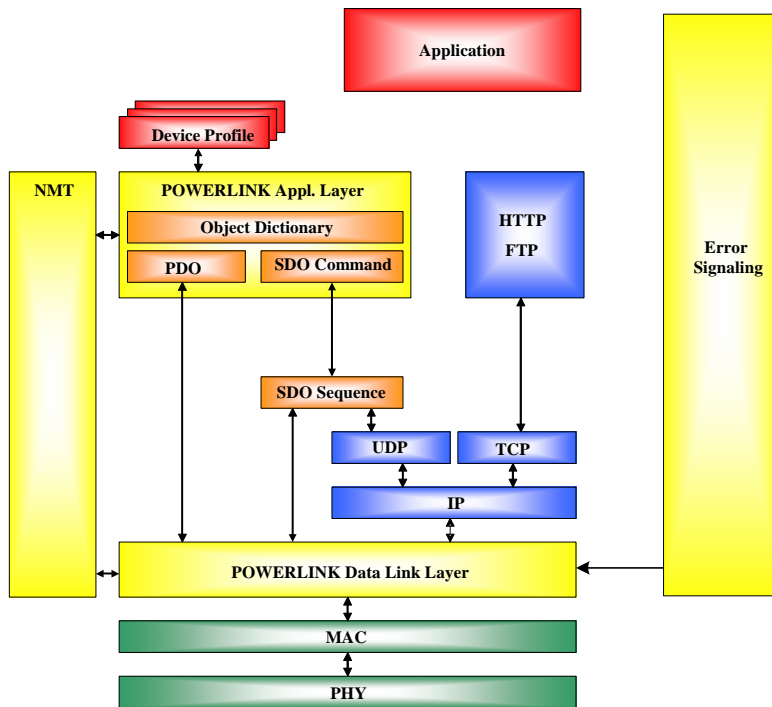 Application
Device Profile
NMT
POWERLINK Appl. Layer
HTTP
FTP
Object Dictionary
PDO
SDO Command
Error
Signaling
SDO Sequence
UDP
TCP
IP
POWERLINK Data Link Layer
MAC
PHY